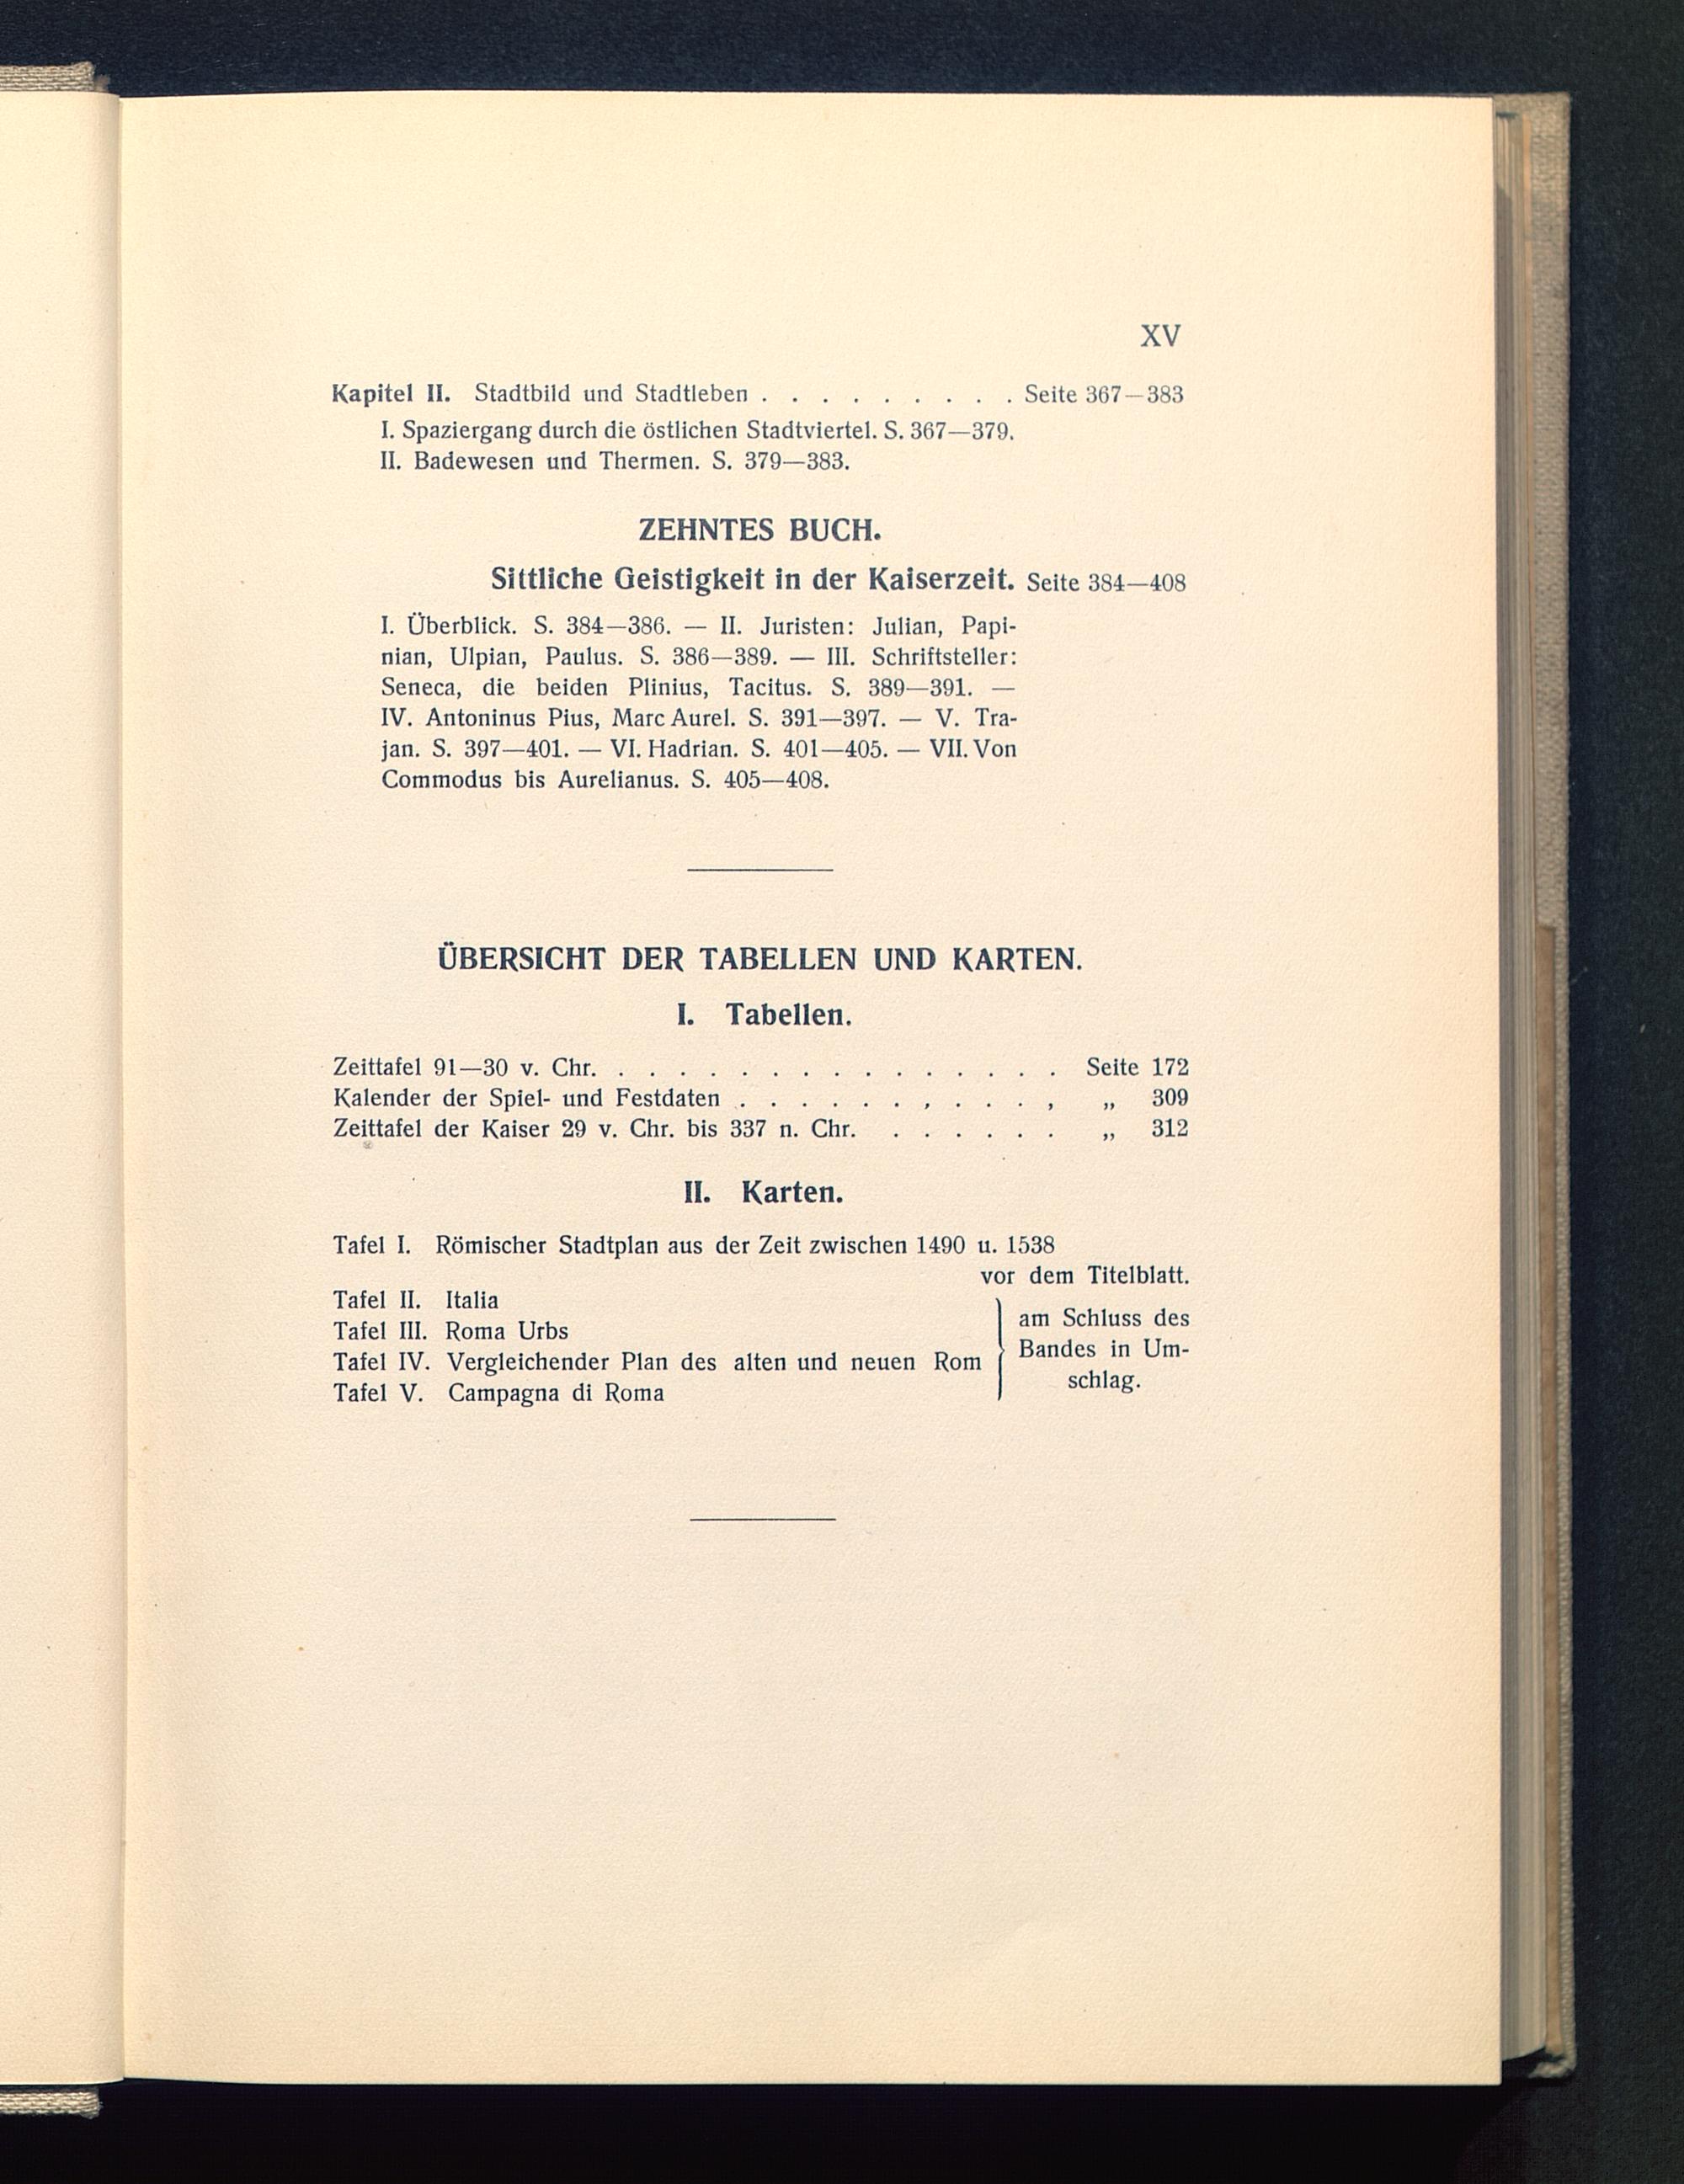 XV
Kapitel II. Stadtbild und Stadtleben . . . . . . . . . Seite 367—383
I. Spaziergang durch die östlichen Stadtviertel. S. 367—379.
II. Badewesen und Thermen. S. 379—383.
ZEHNTES BUCH.
Sittliche Geistigkeit in der Kaiserzeit. Seite 384—408
I. Überblick. S. 384—386. — II. Juristen: Julian, Papi-
nian, Ulpian, Paulus. S. 386—389. — III. Schriftsteller:
Seneca, die beiden Plinius, Tacitus. S. 389—391. —
IV. Antoninus Pius, Marc Aurel. S. 391—397. — V. Tra-
jan. S. 397—401. — VI. Hadrian. S. 401—405. — VII. Von
Commodus bis Aurelianus. S. 405—408.
ÜBERSICHT DER TABELLEN UND KARTEN.
I. Tabellen.
Zeittafel 91—30 v. Chr. . . . . . . . . . . . . . . . . Seite 172
Kalender der Spiel- und Festdaten . . . . . . , . . . , „ 309
Zeittafel der Kaiser 29 v. Chr. bis 337 n. Chr. . . . . . . „ 312
II. Karten.
Tafel I. Römischer Stadtplan aus der Zeit zwischen 1490 u. 1538
vor dem Titelblatt.
Tafel II. Italia
Tafel III. Roma Urbs
Tafel IV. Vergleichender Plan des alten und neuen Rom
Tafel V. Campagna di Roma
am Schluss des
Bandes in Um-
schlag.